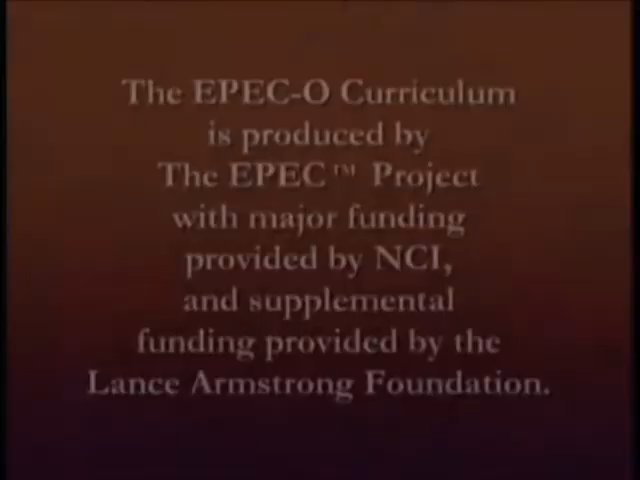 The EPEC-O Curriculum
is produced by
The EPEC™ Project
with major funding
provided by NCI,
and supplemental
funding provided by the
Lance Armstrong Foundation.